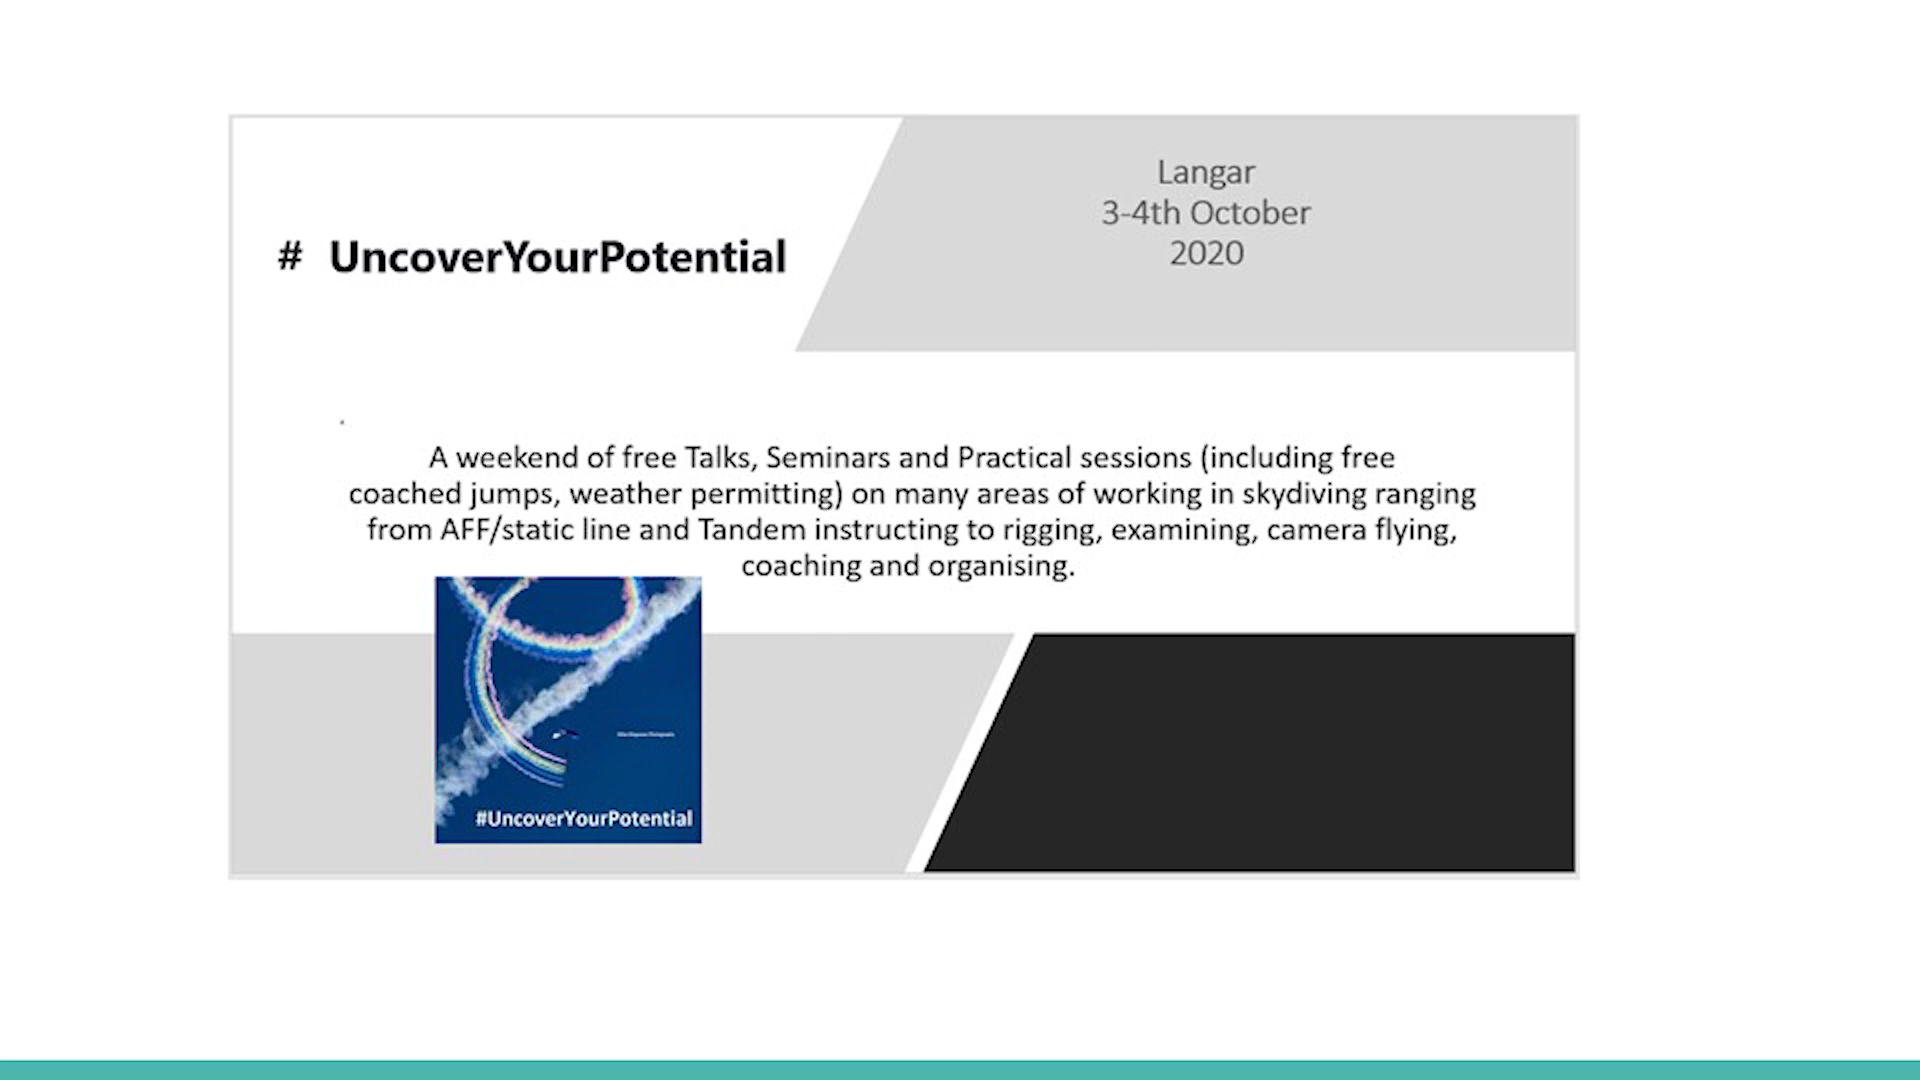 # UncoverYourPotential
Langar
3-4th October
2020
A weekend of free Talks, Seminars and Practical sessions (including free
coached jumps, weather permitting) on many areas of working in skydiving ranging
from AFF/static line and Tandem instructing to rigging, examining, camera flying,
coaching and organising.
#UncoverYourPotential